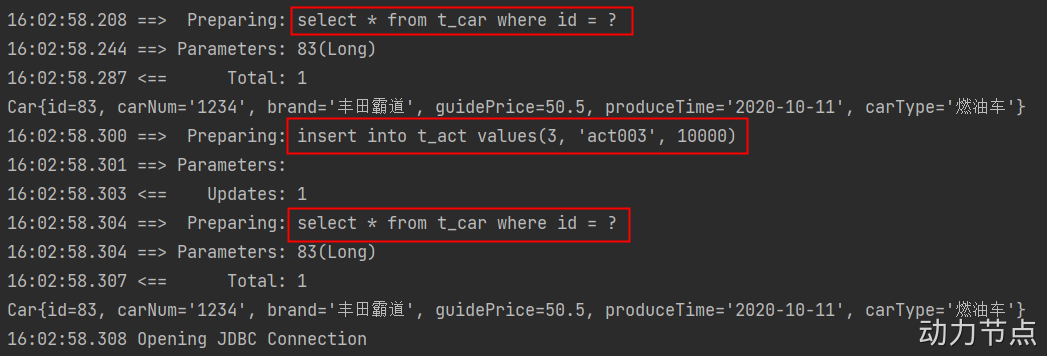 16:02:58.208 ==>  Preparing: select * from t_car where id = ?
16:02:58.244 ==> Parameters: 83(Long)
16:02:58.287 <==      Total: 1
Car{id=83, carNum='1234', brand='丰田霸道', guidePrice=50.5, produceTime='2020-10-11', carType='燃油车'}
16:02:58.300 ==>  Preparing: insert into t_act values(3, 'act003', 10000)
16:02:58.301 ==> Parameters:
16:02:58.303 <==    Updates: 1
16:02:58.304 ==>  Preparing: select * from t_car where id = ?
16:02:58.304 ==> Parameters: 83(Long)
16:02:58.307 <==      Total: 1
Car{id=83, carNum='1234', brand='丰田霸道', guidePrice=50.5, produceTime='2020-10-11', carType='燃油车'}
16:02:58.308 Opening JDBC Connection
动力节点